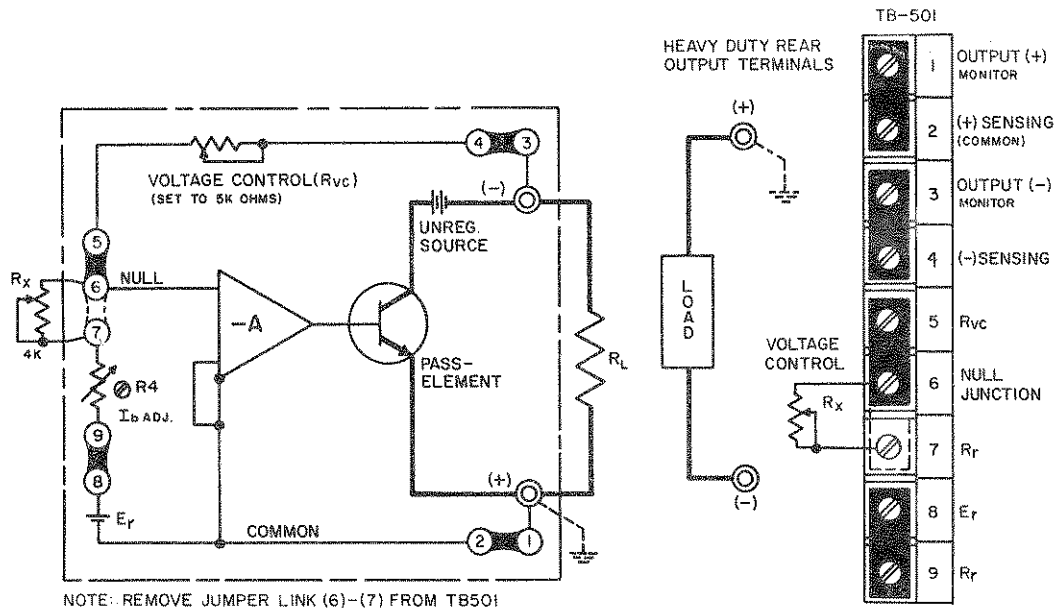 TB-501
HEAVY DUTY REAR
OUTPUT TERMINALS
(+)
(-)
LOAD
VOLTAGE
CONTROL
Rx
1 OUTPUT (+)
MONITOR
2 (+) SENSING
(COMMON)
3 OUTPUT (-)
MONITOR
4 (-) SENSING
5 Rvc
6 NULL
JUNCTION
7 Rr
8 Er
9 Rr
4 3
VOLTAGE CONTROL (Rvc)
(SET TO 5K OHMS)
(-)
UNREG.
SOURCE
5
Rx
6
NULL
7
4K
-A
PASS-
ELEMENT
RL
R4
Ib ADJ.
9
8
Er
COMMON
(+)
2 1
NOTE: REMOVE JUMPER LINK (6)-(7) FROM TB501